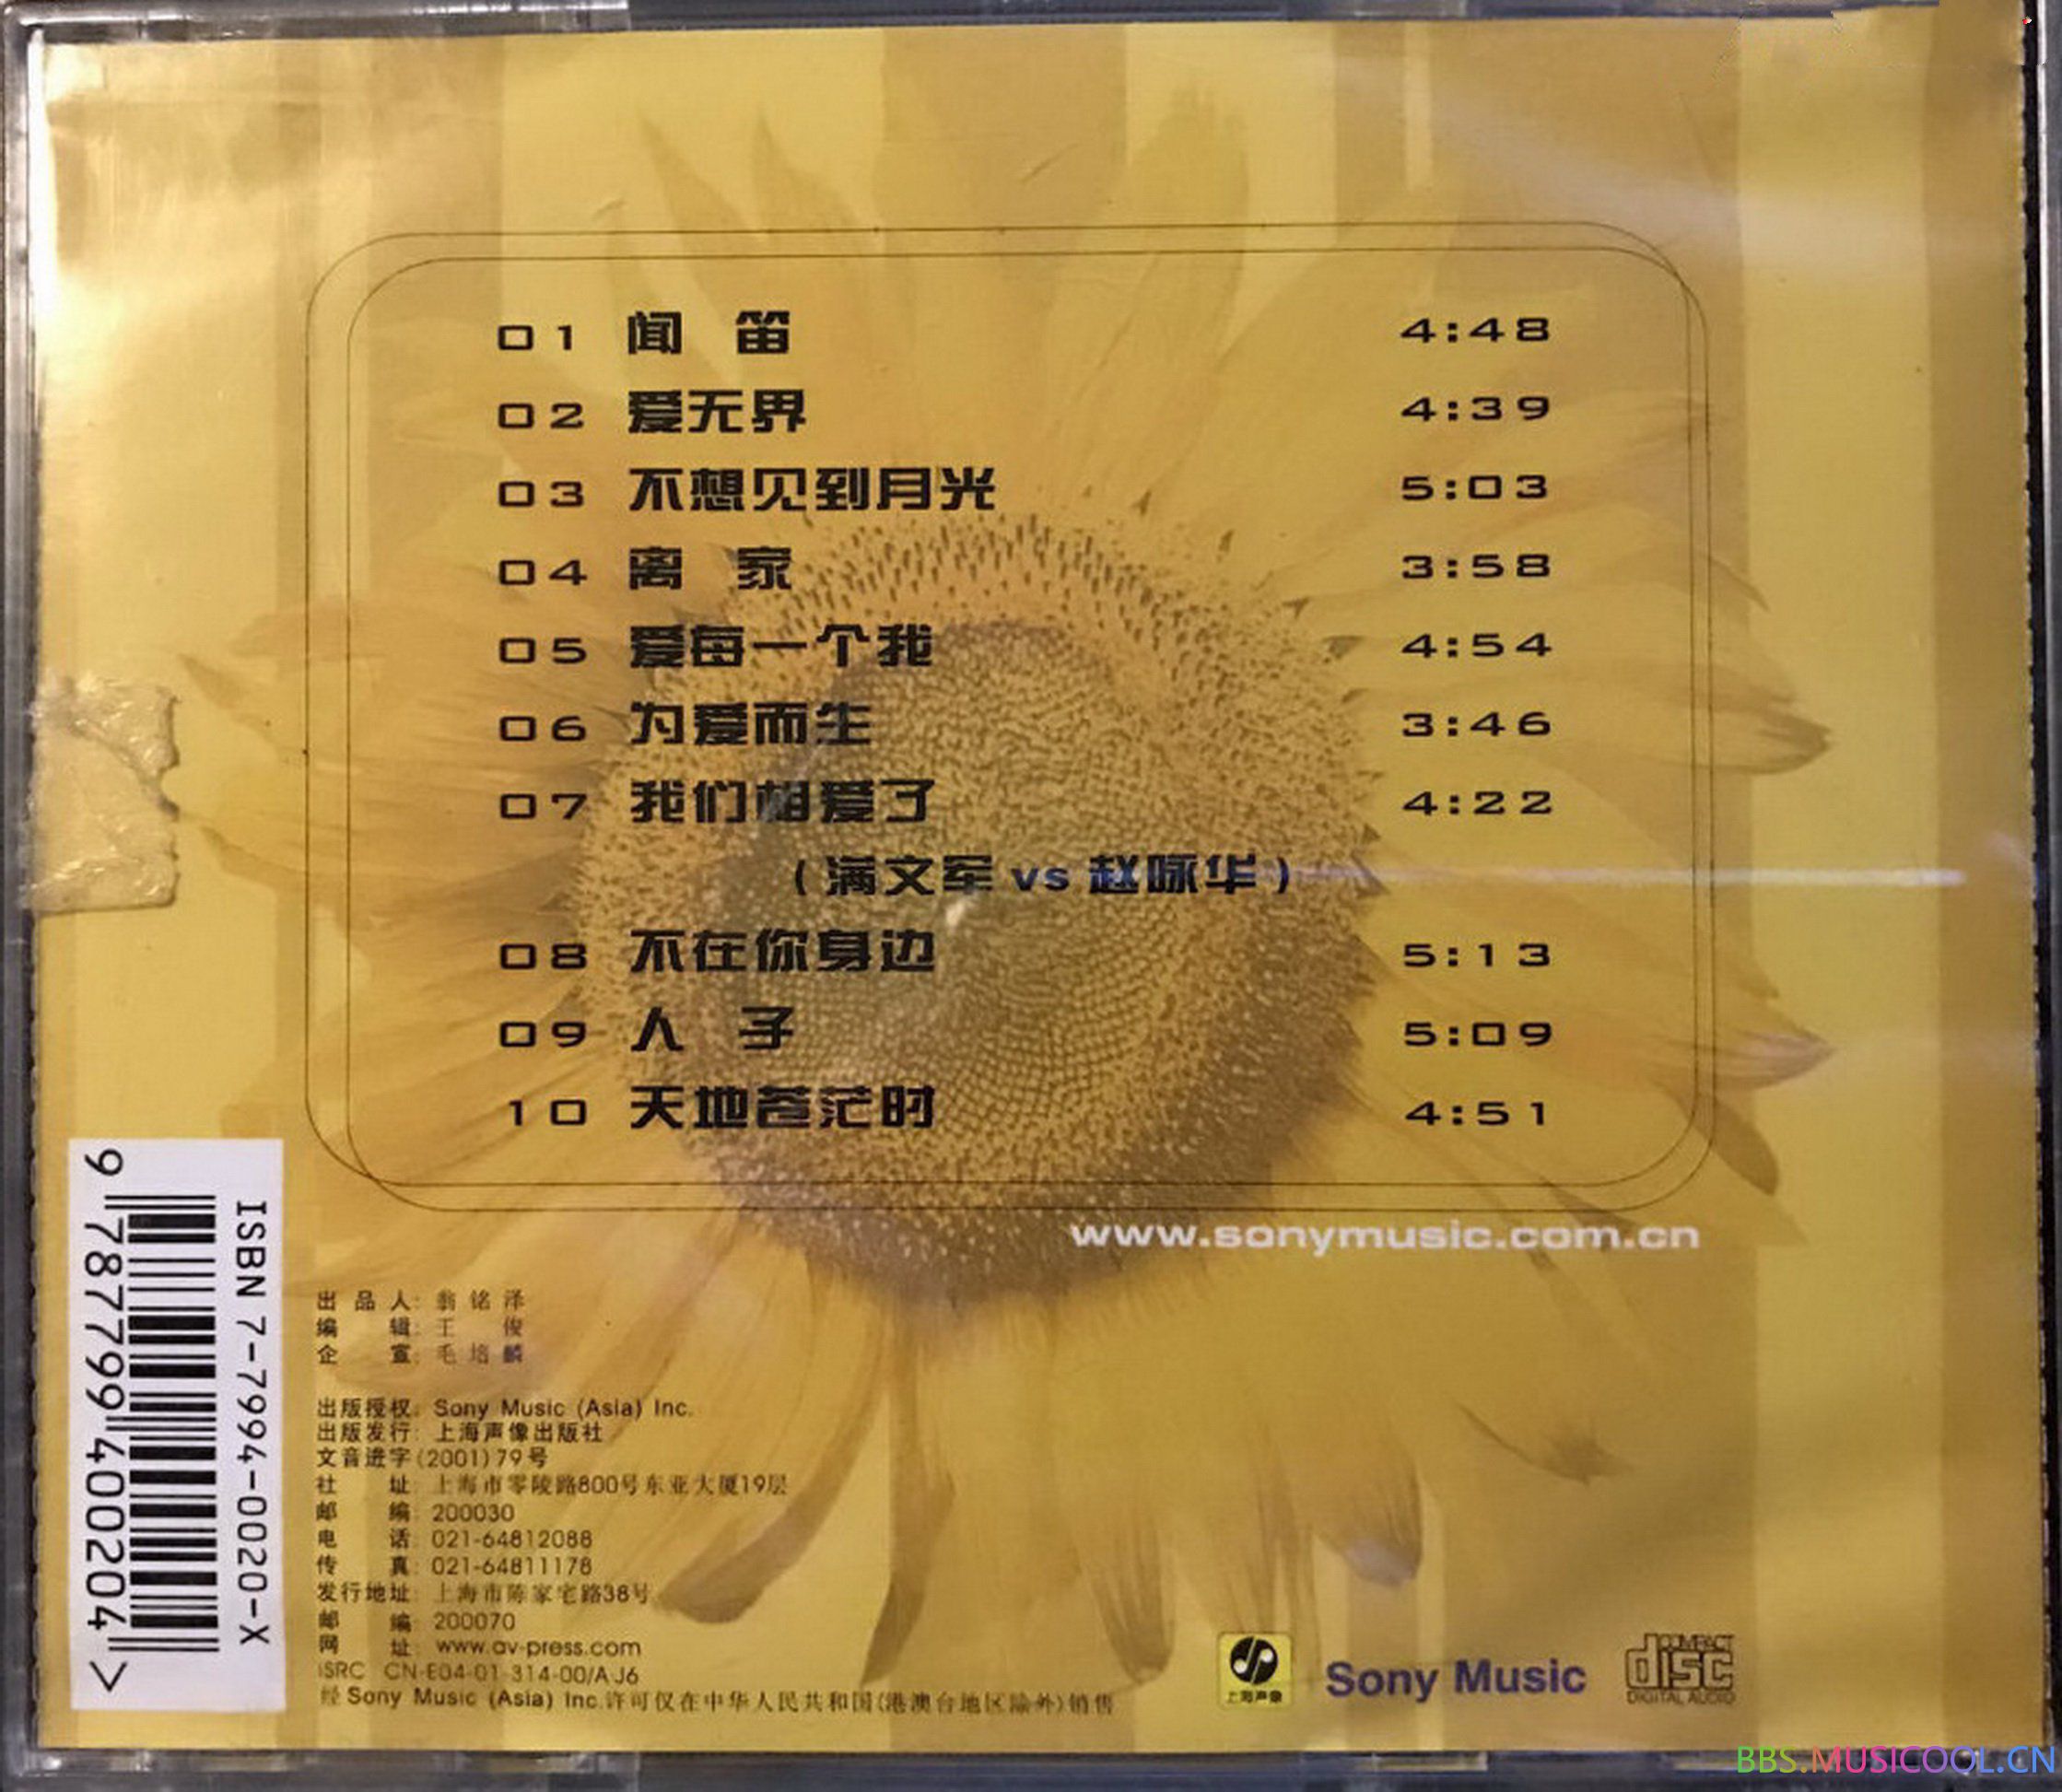 01 闻 笛 4:48
02 爱无界 4:39
03 不想见到月光 5:03
04 离 家 3:58
05 爱每一个我 4:54
06 为爱而生 3:46
07 我们相爱了 4:22
(满文军 vs 赵咏华)
08 不在你身边 5:13
09 人 子 5:09
10 天地苍茫时 4:51
www.sonymusic.com.cn
ISBN 7-7994-0020-X
9 787799 400204 >
出 品 人: 翁 铭 泽
编 辑: 王 俊
企 宣: 毛 培 麟
出版授权: Sony Music (Asia) Inc.
出版发行: 上海声像出版社
文音进字(2001)79号
社 址: 上海市零陵路800号东亚大厦19层
邮 编: 200030
电 话: 021-64812088
传 真: 021-64811178
发行地址: 上海市陈家宅路38号
邮 编: 200070
网 址: www.av-press.com
ISRC CN-E04-01-314-00/A.J6
经Sony Music (Asia) Inc.许可仅在中华人民共和国(港澳台地区除外)销售
上海声像
Sony Music
COMPACT
disc
DIGITAL AUDIO
BBS.MUSICOOL.CN